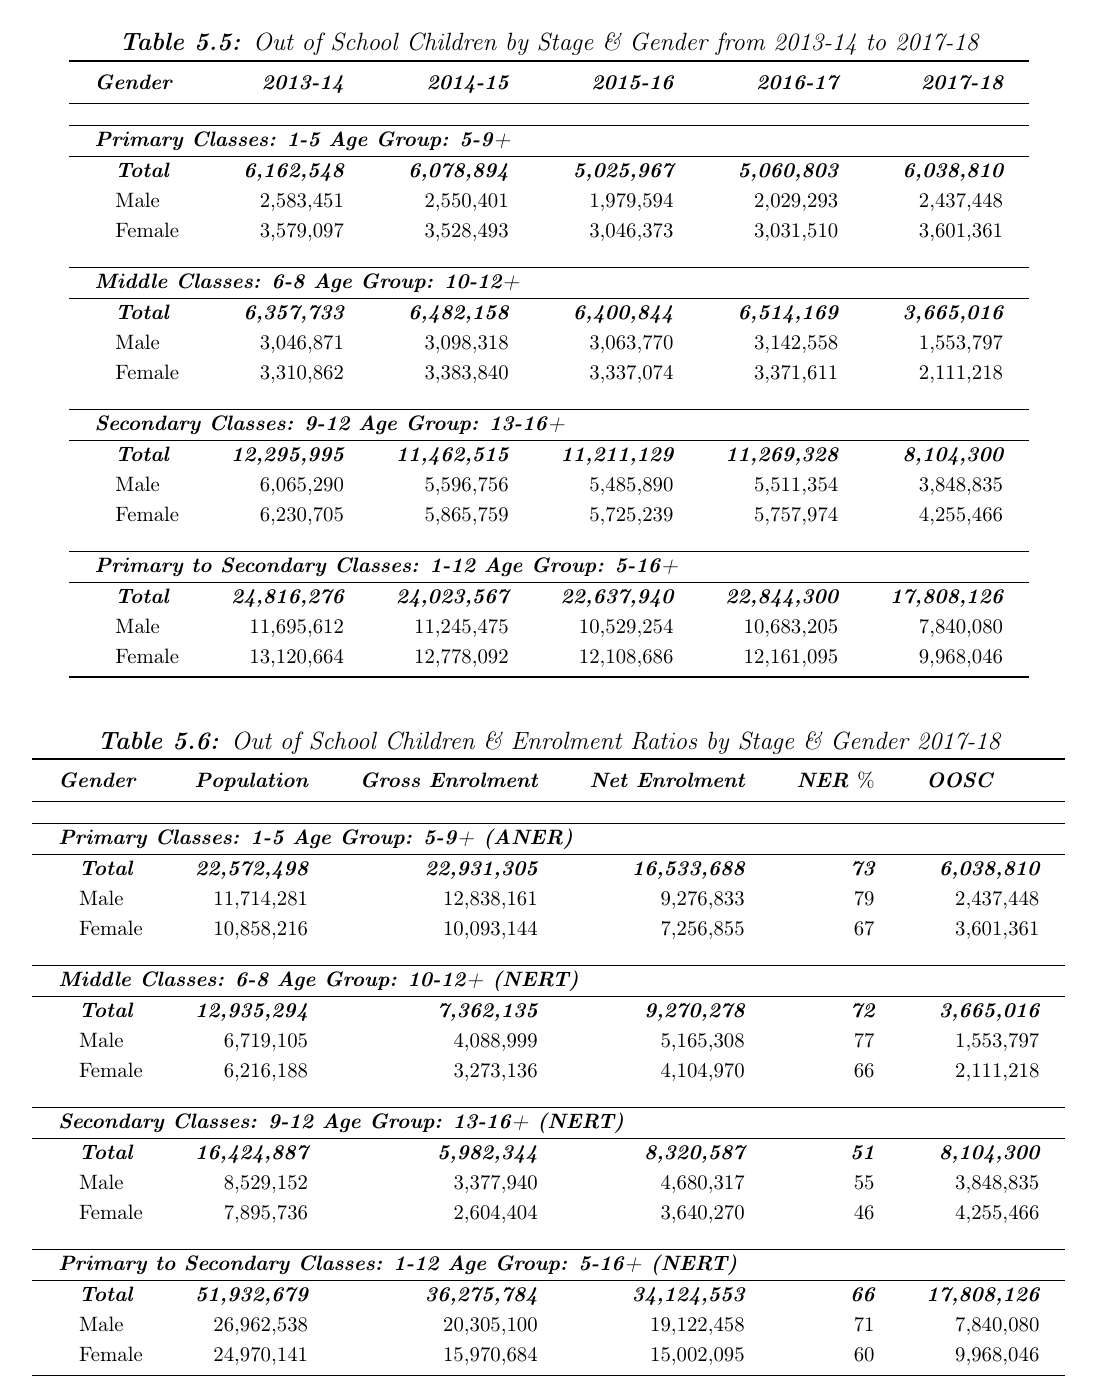 Table 5.5: Out of School Children by Stage & Gender from 2013-14 to 2017-18
Gender 2013-14 2014-15 2015-16 2016-17 2017-18
Primary Classes: 1-5 Age Group: 5-9+
Total 6,162,548 6,078,894 5,025,967 5,060,803 6,038,810
Male 2,583,451 2,550,401 1,979,594 2,029,293 2,437,448
Female 3,579,097 3,528,493 3,046,373 3,031,510 3,601,361
Middle Classes: 6-8 Age Group: 10-12+
Total 6,357,733 6,482,158 6,400,844 6,514,169 3,665,016
Male 3,046,871 3,098,318 3,063,770 3,142,558 1,553,797
Female 3,310,862 3,383,840 3,337,074 3,371,611 2,111,218
Secondary Classes: 9-12 Age Group: 13-16+
Total 12,295,995 11,462,515 11,211,129 11,269,328 8,104,300
Male 6,065,290 5,596,756 5,485,890 5,511,354 3,848,835
Female 6,230,705 5,865,759 5,725,239 5,757,974 4,255,466
Primary to Secondary Classes: 1-12 Age Group: 5-16+
Total 24,816,276 24,023,567 22,637,940 22,844,300 17,808,126
Male 11,695,612 11,245,475 10,529,254 10,683,205 7,840,080
Female 13,120,664 12,778,092 12,108,686 12,161,095 9,968,046
Table 5.6: Out of School Children & Enrolment Ratios by Stage & Gender 2017-18
Gender Population Gross Enrolment Net Enrolment NER % OOSC
Primary Classes: 1-5 Age Group: 5-9+ (ANER)
Total 22,572,498 22,931,305 16,533,688 73 6,038,810
Male 11,714,281 12,838,161 9,276,833 79 2,437,448
Female 10,858,216 10,093,144 7,256,855 67 3,601,361
Middle Classes: 6-8 Age Group: 10-12+ (NERT)
Total 12,935,294 7,362,135 9,270,278 72 3,665,016
Male 6,719,105 4,088,999 5,165,308 77 1,553,797
Female 6,216,188 3,273,136 4,104,970 66 2,111,218
Secondary Classes: 9-12 Age Group: 13-16+ (NERT)
Total 16,424,887 5,982,344 8,320,587 51 8,104,300
Male 8,529,152 3,377,940 4,680,317 55 3,848,835
Female 7,895,736 2,604,404 3,640,270 46 4,255,466
Primary to Secondary Classes: 1-12 Age Group: 5-16+ (NERT)
Total 51,932,679 36,275,784 34,124,553 66 17,808,126
Male 26,962,538 20,305,100 19,122,458 71 7,840,080
Female 24,970,141 15,970,684 15,002,095 60 9,968,046